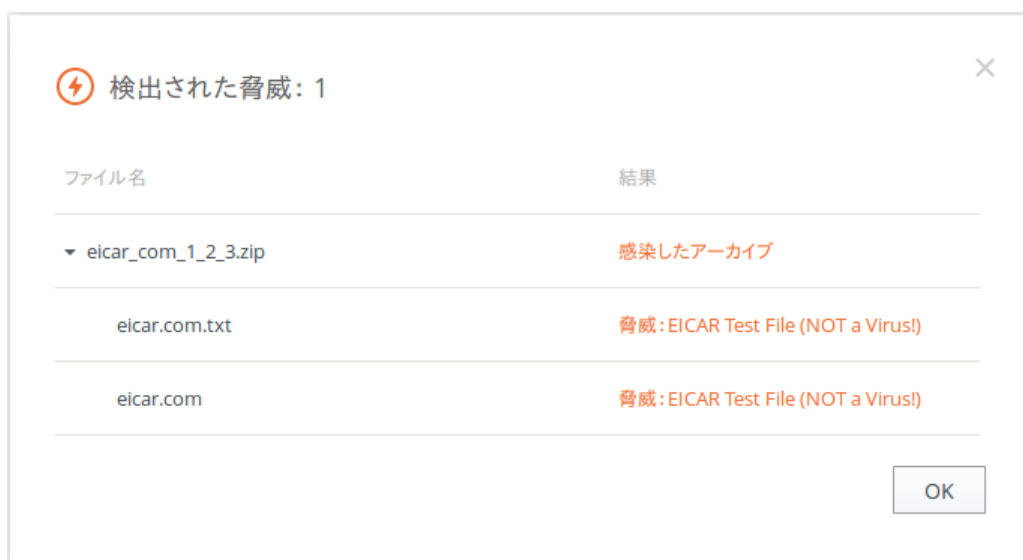 検出された脅威: 1
ファイル名 結果
eicar_com_1_2_3.zip 感染したアーカイブ
eicar.com.txt 脅威:EICAR Test File (NOT a Virus!)
eicar.com 脅威:EICAR Test File (NOT a Virus!)
OK